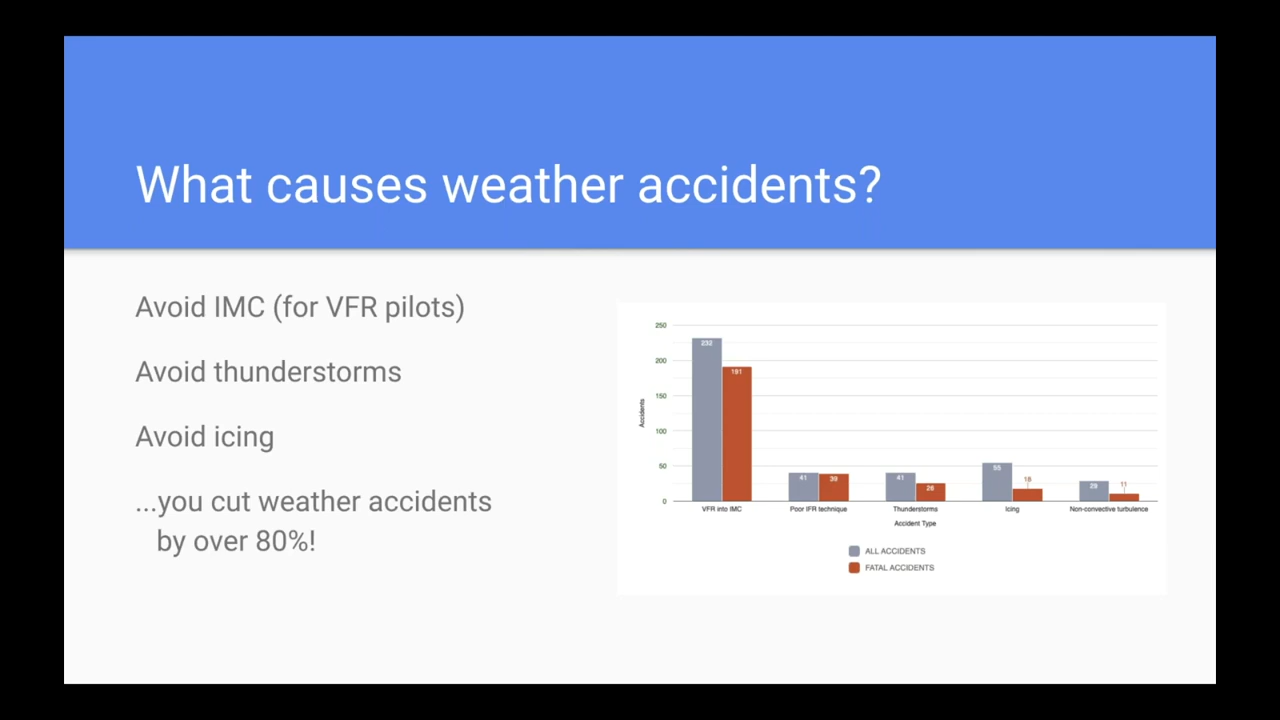 What causes weather accidents?
Avoid IMC (for VFR pilots)
Avoid thunderstorms
Avoid icing
...you cut weather accidents
by over 80%!
250
200
150
100
50
0
Accidents
232
191
41
39
41
26
55
18
29
11
VFR into IMC
Poor IFR technique
Thunderstorms
Icing
Non-convective turbulence
Accident Type
ALL ACCIDENTS
FATAL ACCIDENTS